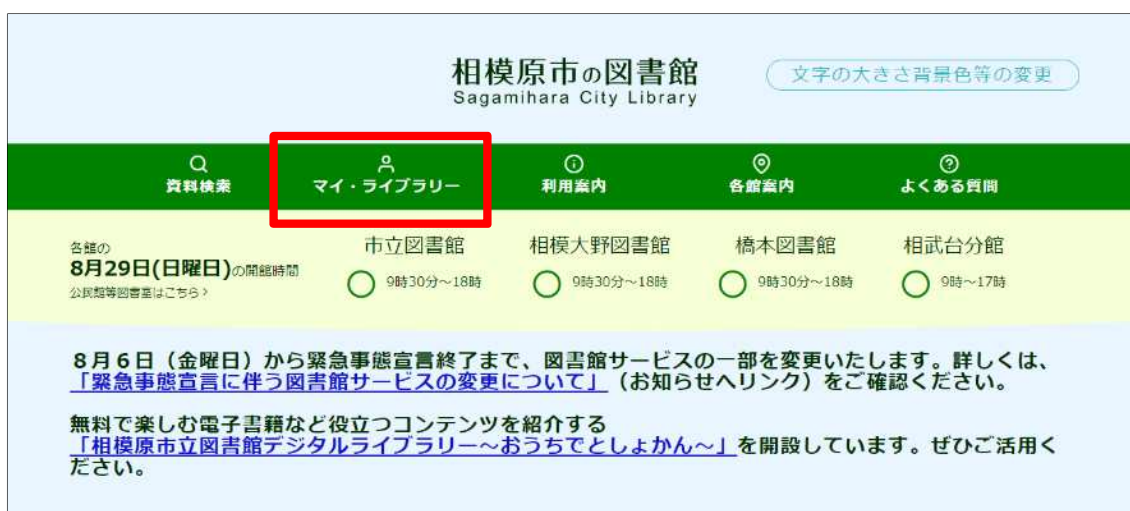 相模原市の図書館
Sagamihara City Library
文字の大きさ背景色等の変更
資料検索
マイ・ライブラリー
利用案内
各館案内
よくある質問
各館の
8月29日(日曜日)の開館時間
公民館等図書室はこちら›
市立図書館
9時30分～18時
相模大野図書館
9時30分～18時
橋本図書館
9時30分～18時
相武台分館
9時～17時
８月６日（金曜日）から緊急事態宣言終了まで、図書館サービスの一部を変更いたします。詳しくは、
「緊急事態宣言に伴う図書館サービスの変更について」（お知らせへリンク）をご確認ください。
無料で楽しむ電子書籍など役立つコンテンツを紹介する
「相模原市立図書館デジタルライブラリー～おうちでとしょかん～」を開設しています。ぜひご活用く
ださい。